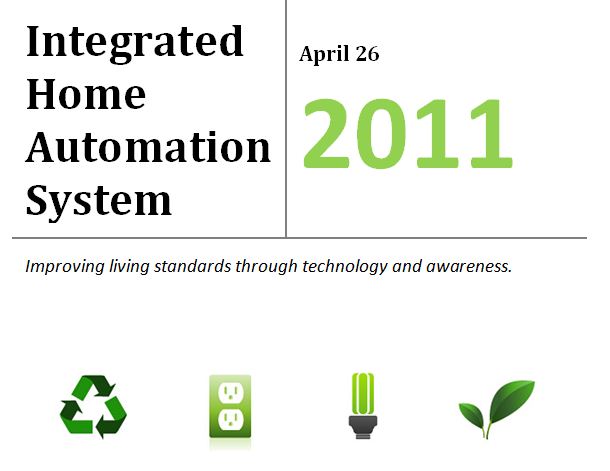 Integrated
Home
Automation
System
April 26
2011
Improving living standards through technology and awareness.